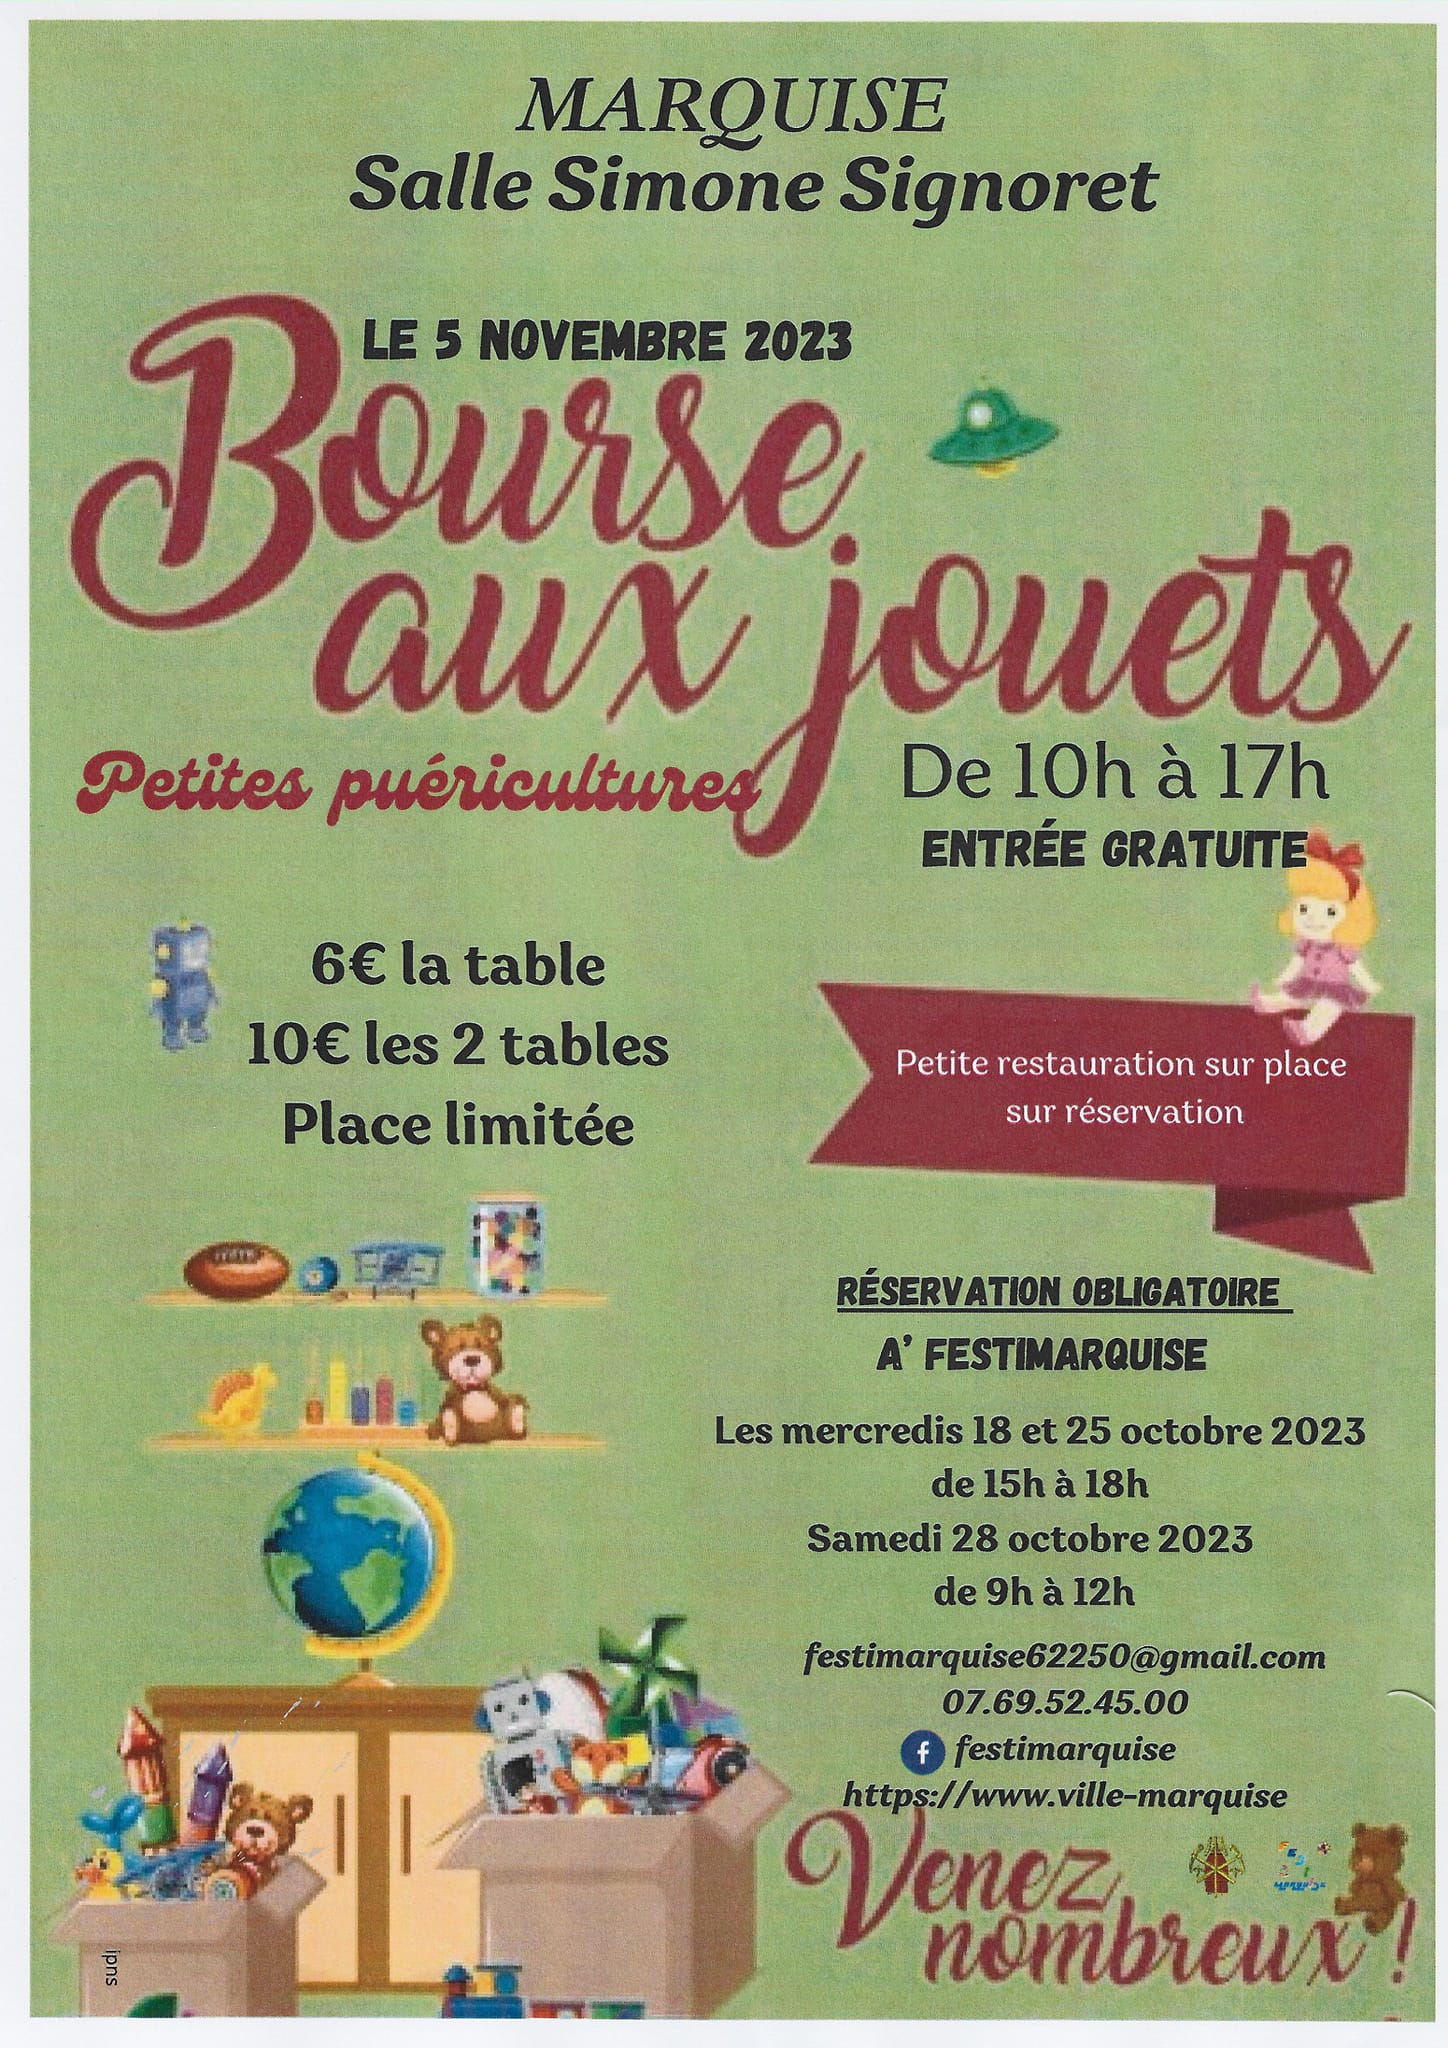 MARQUISE
Salle Simone Signoret
LE 5 NOVEMBRE 2023
Bourse
aux jouets
Petites puéricultures
De 10h à 17h
ENTRÉE GRATUITE
6€ la table
10€ les 2 tables
Place limitée
Petite restauration sur place
sur réservation
RÉSERVATION OBLIGATOIRE
A' FESTIMARQUISE
Les mercredis 18 et 25 octobre 2023
de 15h à 18h
Samedi 28 octobre 2023
de 9h à 12h
festimarquise62250@gmail.com
07.69.52.45.00
f festimarquise
https://www.ville-marquise
Venez
nombreux !
ipns